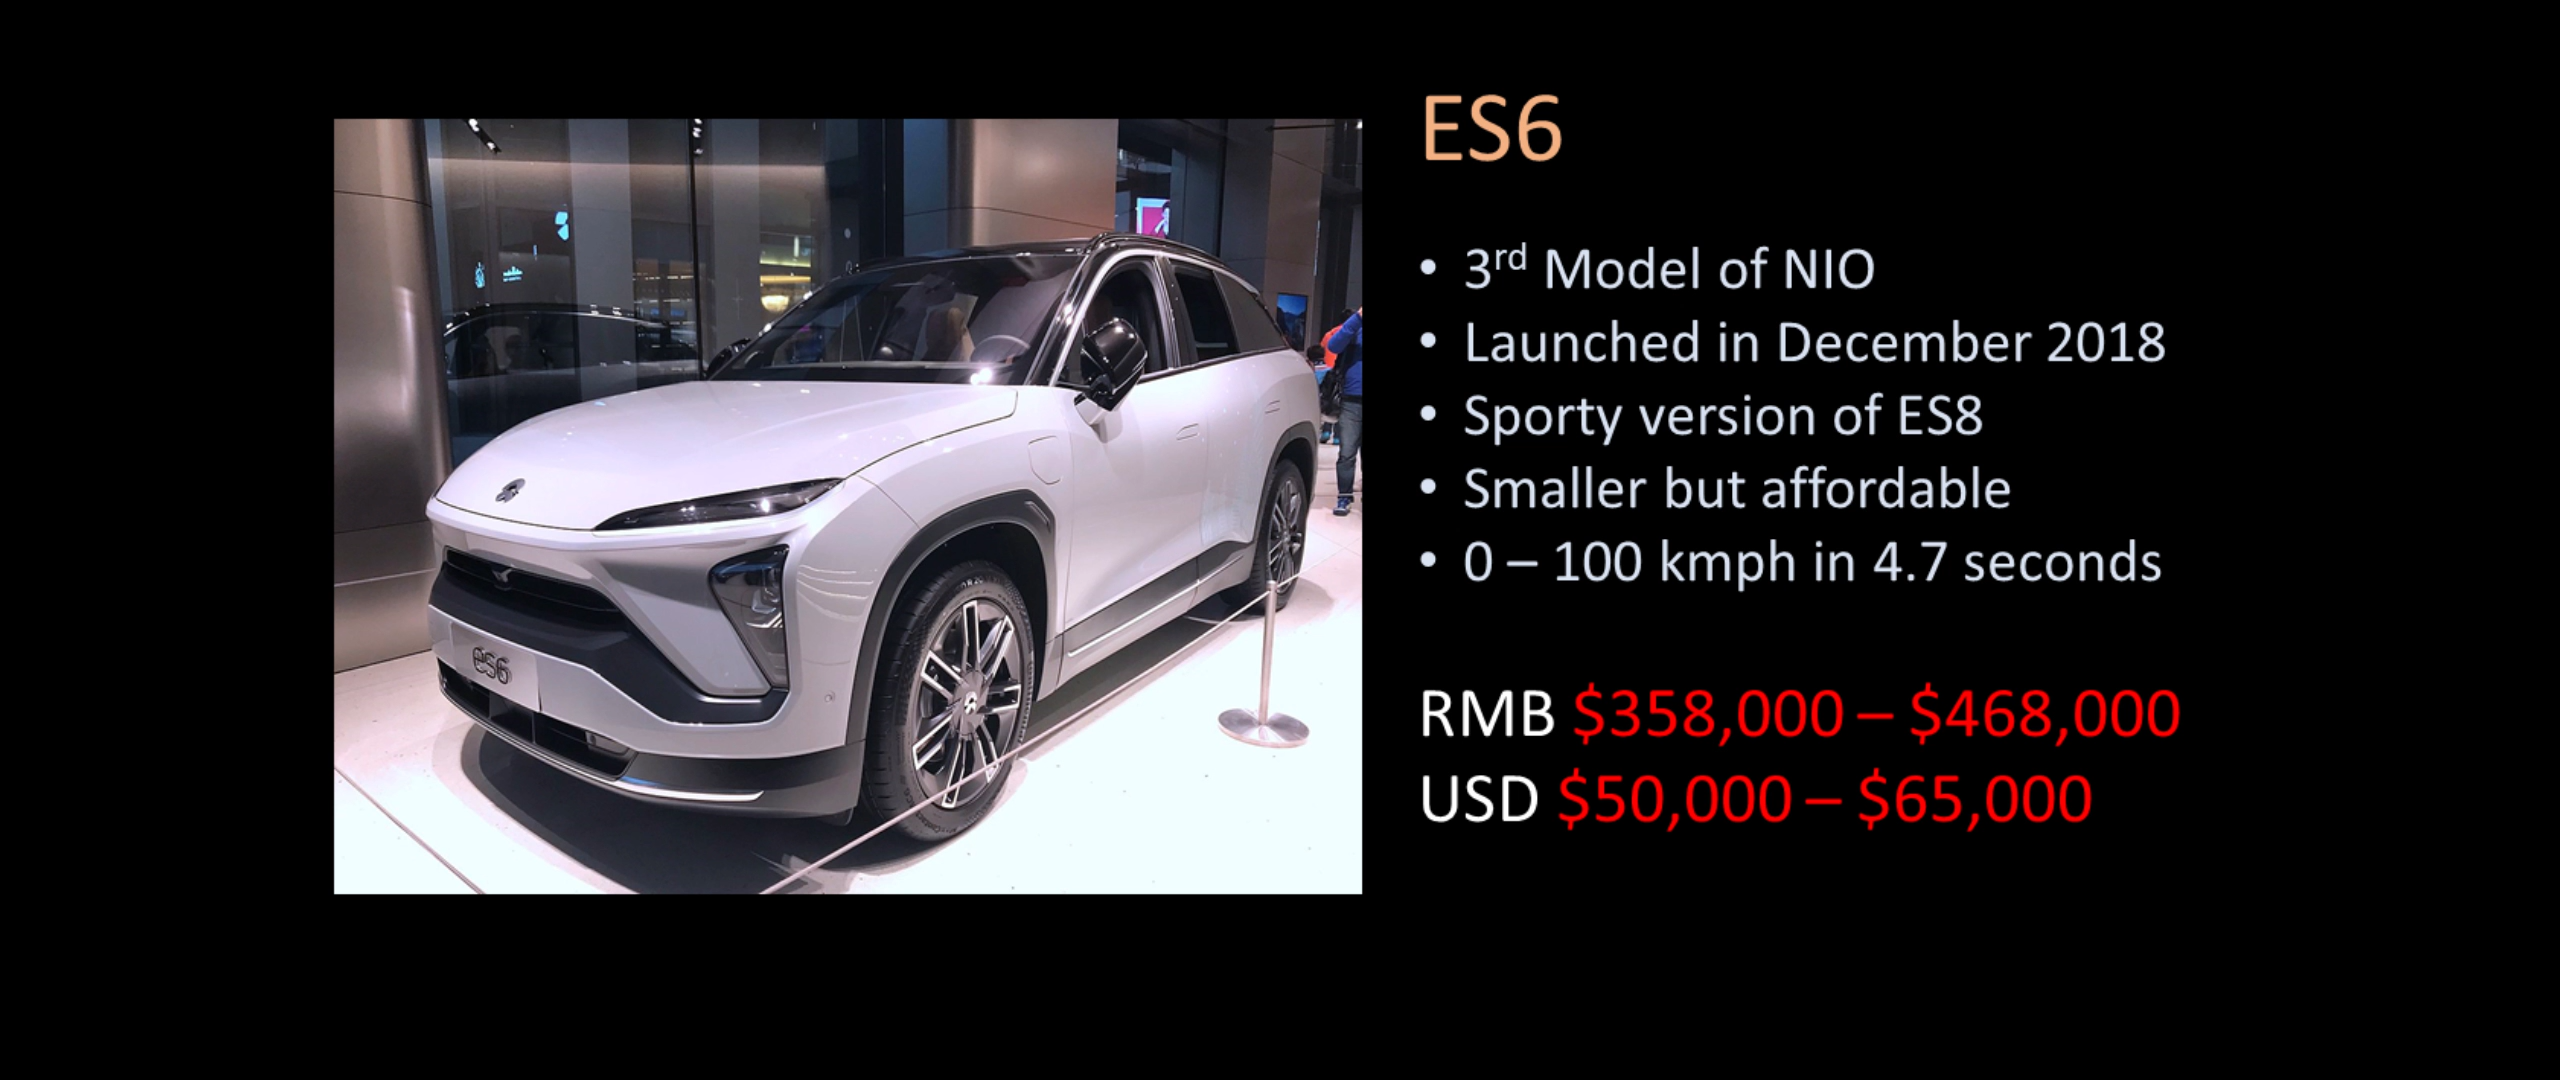 ES6
• 3rd Model of NIO
• Launched in December 2018
• Sporty version of ES8
• Smaller but affordable
• 0 – 100 kmph in 4.7 seconds
RMB $358,000 – $468,000
USD $50,000 – $65,000
es6